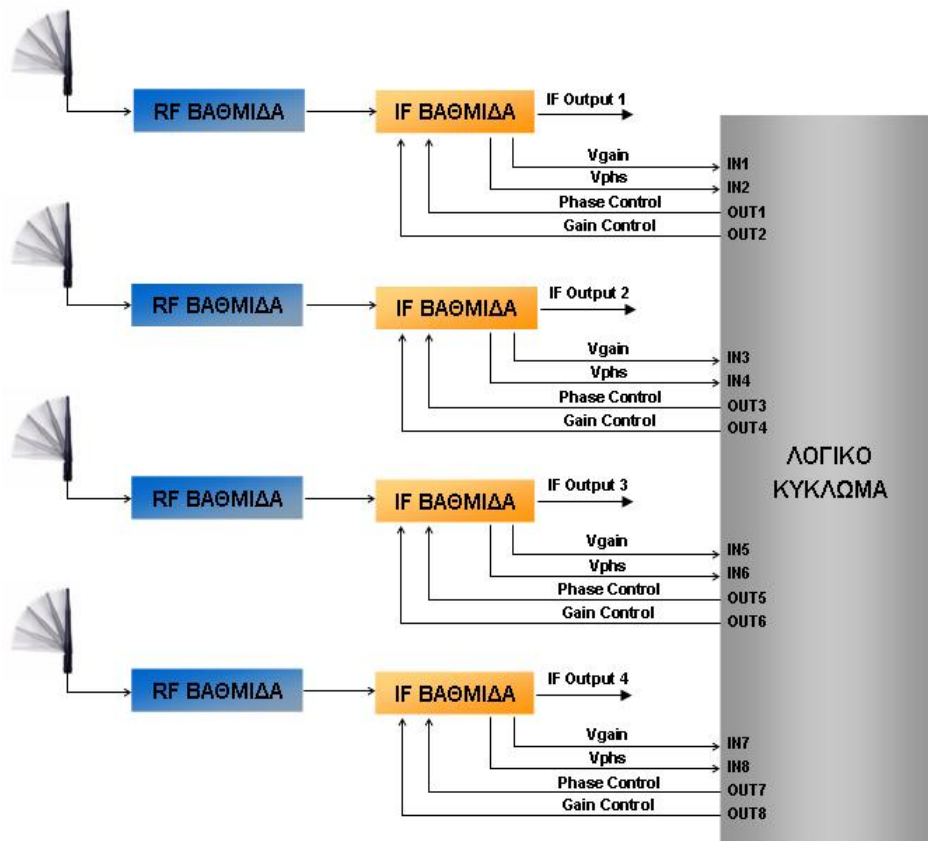 IF Output 1
RF ΒΑΘΜΙΔΑ
IF ΒΑΘΜΙΔΑ
Vgain
IN1
Vphs
IN2
Phase Control
OUT1
Gain Control
OUT2
IF Output 2
RF ΒΑΘΜΙΔΑ
IF ΒΑΘΜΙΔΑ
Vgain
IN3
Vphs
IN4
Phase Control
OUT3
Gain Control
OUT4
ΛΟΓΙΚΟ
ΚΥΚΛΩΜΑ
IF Output 3
RF ΒΑΘΜΙΔΑ
IF ΒΑΘΜΙΔΑ
Vgain
IN5
Vphs
IN6
Phase Control
OUT5
Gain Control
OUT6
IF Output 4
RF ΒΑΘΜΙΔΑ
IF ΒΑΘΜΙΔΑ
Vgain
IN7
Vphs
IN8
Phase Control
OUT7
Gain Control
OUT8